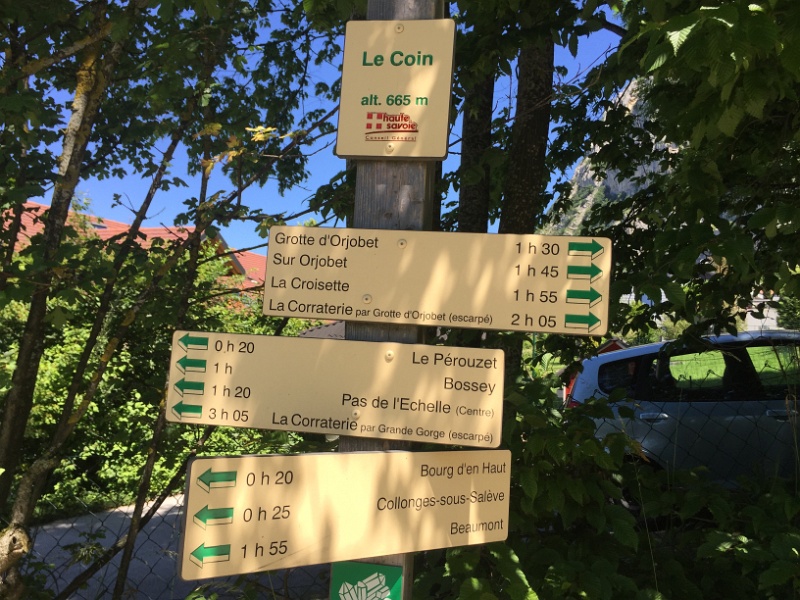 Le Coin
alt. 665 m
haute
savoie
Conseil Général
Grotte d'Orjobet 1 h 30
Sur Orjobet 1 h 45
La Croisette 1 h 55
La Corraterie par Grotte d'Orjobet (escarpé) 2 h 05
0 h 20 Le Pérouzet
1 h Bossey
1 h 20 Pas de l'Echelle (Centre)
3 h 05 La Corraterie par Grande Gorge (escarpé)
0 h 20 Bourg d'en Haut
0 h 25 Collonges-sous-Salève
1 h 55 Beaumont